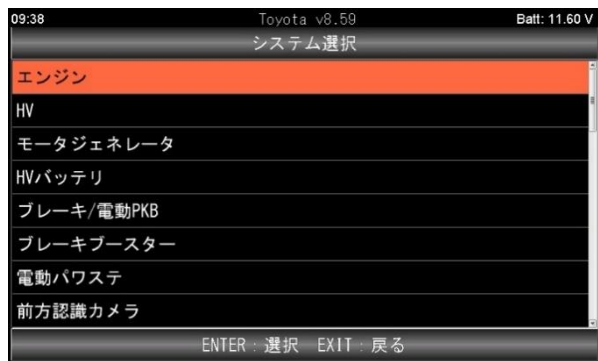 09:38 Toyota v8.59 Batt: 11.60 V
システム選択
エンジン
HV
モータジェネレータ
HVバッテリ
ブレーキ/電動PKB
ブレーキブースター
電動パワステ
前方認識カメラ
ENTER：選択 EXIT：戻る